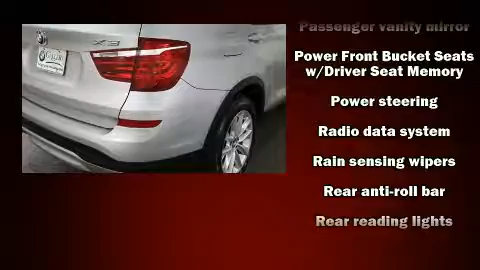 X3
Passenger vanity mirror
Power Front Bucket Seats
w/Driver Seat Memory
Power steering
Radio data system
Rain sensing wipers
Rear anti-roll bar
Rear reading lights